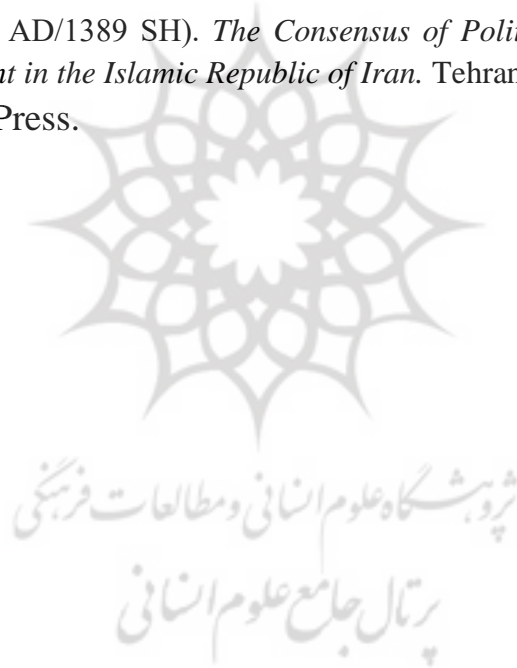 AD/1389 SH). The Consensus of Polit
nt in the Islamic Republic of Iran. Tehran
Press.
پژوهشگاه علوم انسانی و مطالعات فرهنگی
پرتال جامع علوم انسانی